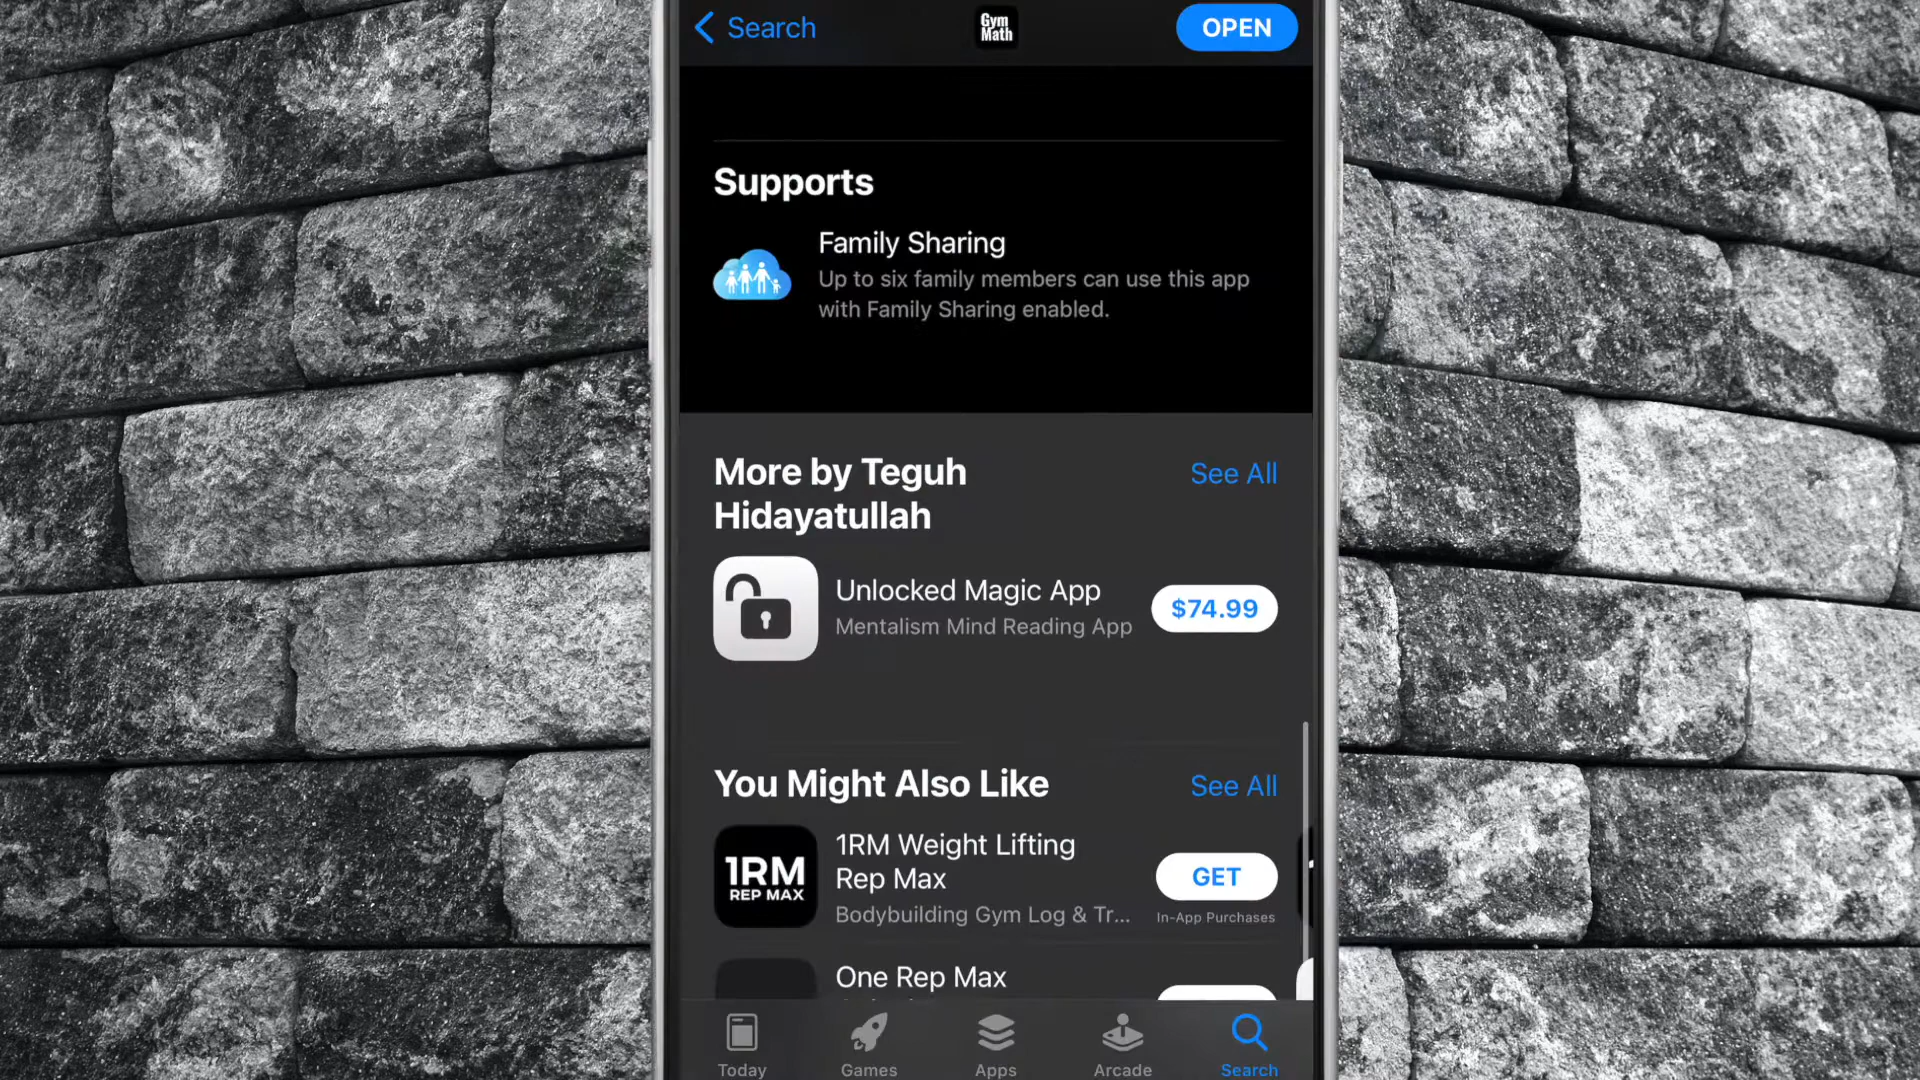 Search
Gym
Math
OPEN
Supports
Family Sharing
Up to six family members can use this app
with Family Sharing enabled.
More by Teguh
Hidayatullah
See All
Unlocked Magic App
Mentalism Mind Reading App
$74.99
You Might Also Like
See All
1RM
REP MAX
1RM Weight Lifting
Rep Max
Bodybuilding Gym Log & Tr...
GET
In-App Purchases
One Rep Max
Today
Games
Apps
Arcade
Search